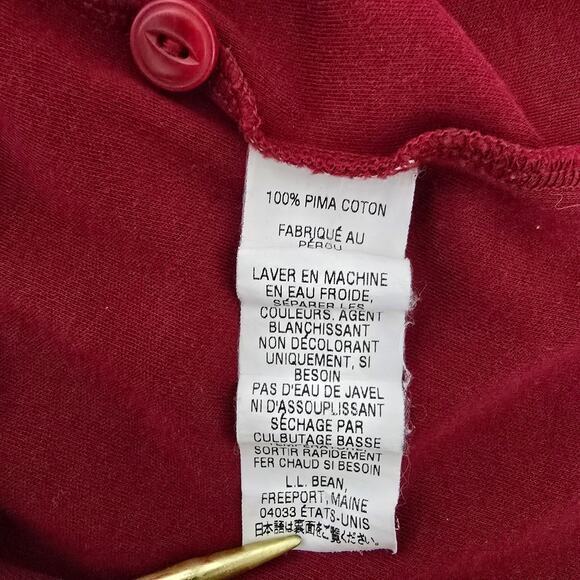 100% PIMA COTON
FABRIQUÉ AU
PÉROU
LAVER EN MACHINE
EN EAU FROIDE,
SÉPARER LES
COULEURS. AGENT
BLANCHISSANT
NON DÉCOLORANT
UNIQUEMENT, SI
BESOIN
PAS D'EAU DE JAVEL
NI D'ASSOUPLISSANT
SÉCHAGE PAR
CULBUTAGE BASSE
TEMPÉRATURE
SORTIR RAPIDEMENT
FER CHAUD SI BESOIN
L.L. BEAN,
FREEPORT, MAINE
04033 ÉTATS-UNIS
日本語は裏面をご覧ください。